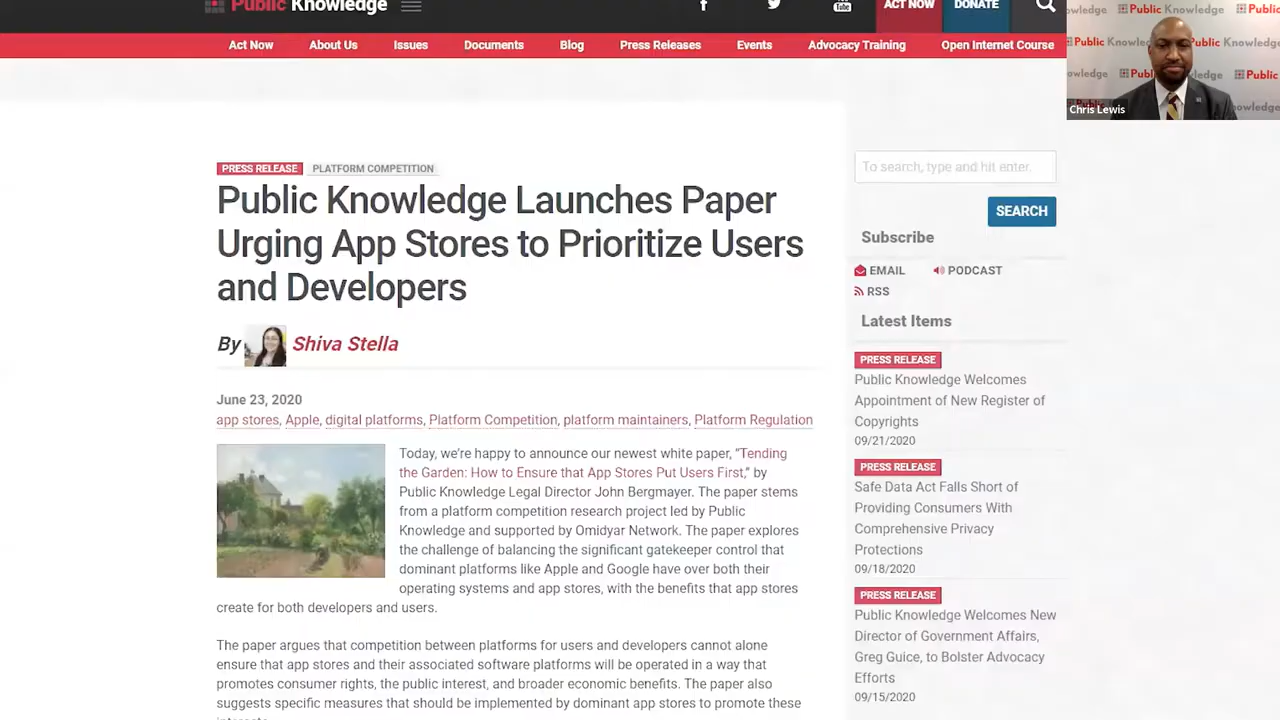 Public Knowledge
ACT NOW
DONATE
Act Now
About Us
Issues
Documents
Blog
Press Releases
Events
Advocacy Training
Open Internet Course
Public Knowledge
Public
Public
Public Knowledge
Public
Chris Lewis
PRESS RELEASE
PLATFORM COMPETITION
Public Knowledge Launches Paper
Urging App Stores to Prioritize Users
and Developers
By Shiva Stella
June 23, 2020
app stores, Apple, digital platforms, Platform Competition, platform maintainers, Platform Regulation
Today, we're happy to announce our newest white paper, “Tending
the Garden: How to Ensure that App Stores Put Users First,” by
Public Knowledge Legal Director John Bergmayer. The paper stems
from a platform competition research project led by Public
Knowledge and supported by Omidyar Network. The paper explores
the challenge of balancing the significant gatekeeper control that
dominant platforms like Apple and Google have over both their
operating systems and app stores, with the benefits that app stores
create for both developers and users.
The paper argues that competition between platforms for users and developers cannot alone
ensure that app stores and their associated software platforms will be operated in a way that
promotes consumer rights, the public interest, and broader economic benefits. The paper also
suggests specific measures that should be implemented by dominant app stores to promote these
To search, type and hit enter.
SEARCH
Subscribe
EMAIL
PODCAST
RSS
Latest Items
PRESS RELEASE
Public Knowledge Welcomes
Appointment of New Register of
Copyrights
09/21/2020
PRESS RELEASE
Safe Data Act Falls Short of
Providing Consumers With
Comprehensive Privacy
Protections
09/18/2020
PRESS RELEASE
Public Knowledge Welcomes New
Director of Government Affairs,
Greg Guice, to Bolster Advocacy
Efforts
09/15/2020